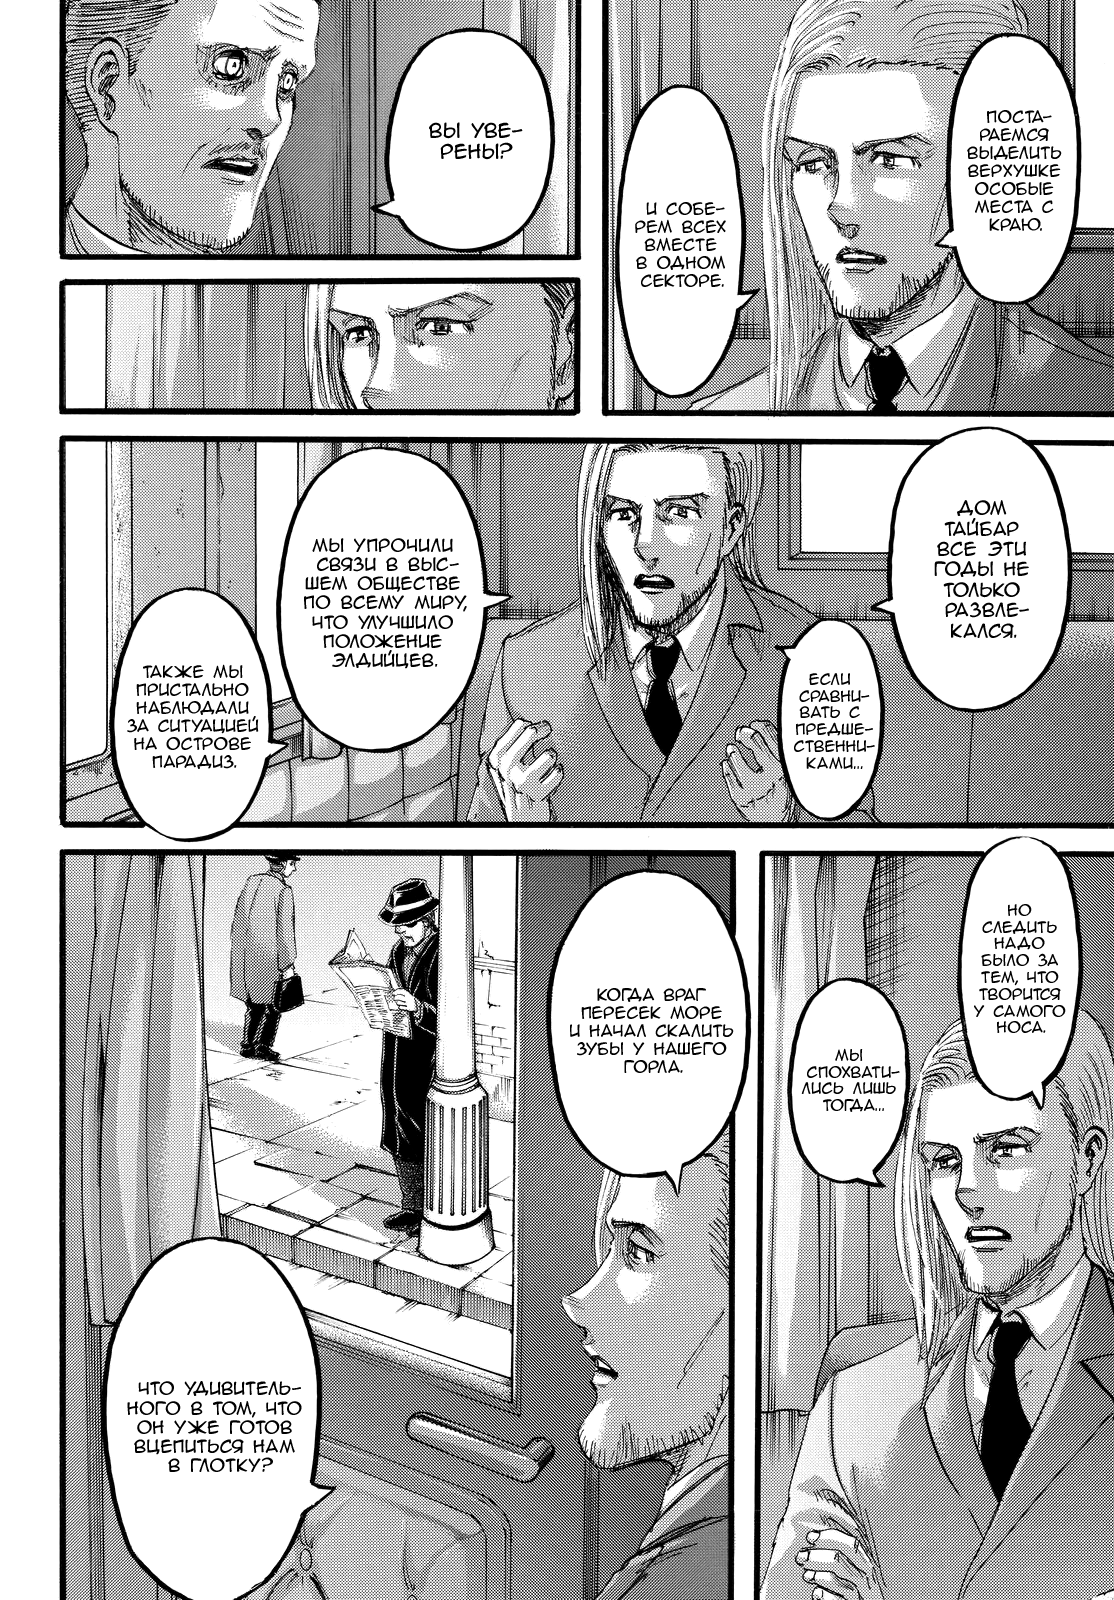 ПОСТА-
РАЕМСЯ
ВЫДЕЛИТЬ
ВЕРХУШКЕ
ОСОБЫЕ
МЕСТА С
КРАЮ.
И СОБЕ-
РЕМ ВСЕХ
ВМЕСТЕ
В ОДНОМ
СЕКТОРЕ.
ВЫ УВЕ-
РЕНЫ?
ДОМ
ТАЙБАР
ВСЕ ЭТИ
ГОДЫ НЕ
ТОЛЬКО
РАЗВЛЕ-
КАЛСЯ.
ЕСЛИ
СРАВНИ-
ВАТЬ С
ПРЕДШЕ-
СТВЕННИ-
КАМИ...
МЫ УПРОЧИЛИ
СВЯЗИ В ВЫС-
ШЕМ ОБЩЕСТВЕ
ПО ВСЕМУ МИРУ,
ЧТО УЛУЧШИЛО
ПОЛОЖЕНИЕ
ЭЛДИЙЦЕВ.
ТАКЖЕ МЫ
ПРИСТАЛЬНО
НАБЛЮДАЛИ
ЗА СИТУАЦИЕЙ
НА ОСТРОВЕ
ПАРАДИЗ.
НО
СЛЕДИТЬ
НАДО
БЫЛО ЗА
ТЕМ, ЧТО
ТВОРИТСЯ
У САМОГО
НОСА.
МЫ
СПОХВАТИ-
ЛИСЬ ЛИШЬ
ТОГДА...
КОГДА ВРАГ
ПЕРЕСЕК МОРЕ
И НАЧАЛ СКАЛИТЬ
ЗУБЫ У НАШЕГО
ГОРЛА.
ЧТО УДИВИТЕЛЬ-
НОГО В ТОМ, ЧТО
ОН УЖЕ ГОТОВ
ВЦЕПИТЬСЯ НАМ
В ГЛОТКУ?